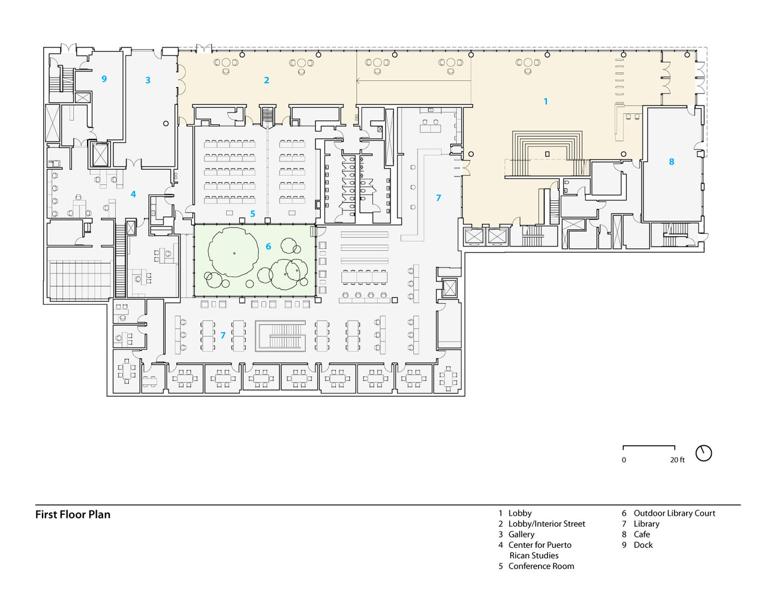 9
3
2
1
8
4
7
5
6
7
0 20 ft
First Floor Plan
1 Lobby
2 Lobby/Interior Street
3 Gallery
4 Center for Puerto
Rican Studies
5 Conference Room
6 Outdoor Library Court
7 Library
8 Cafe
9 Dock